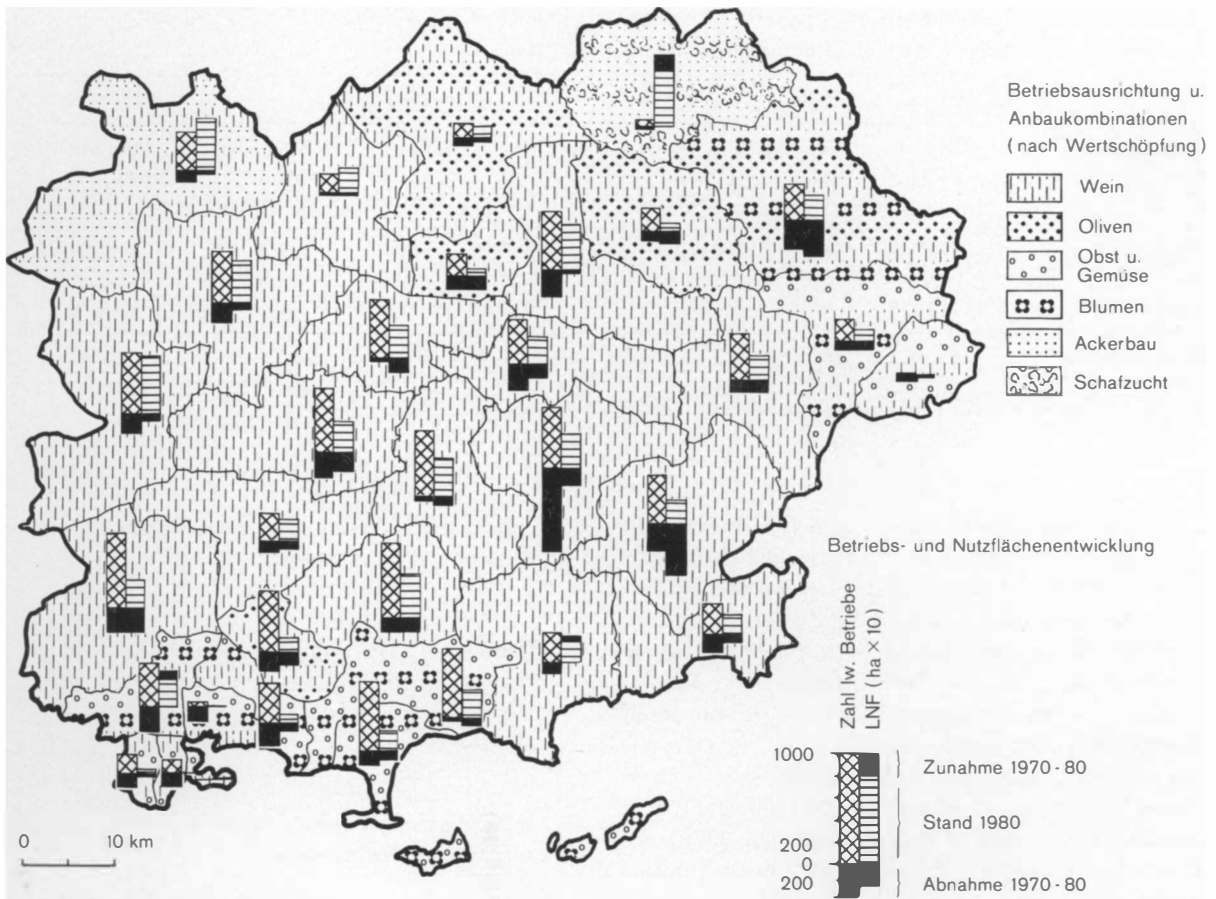 Betriebsausrichtung u.
Anbaukombinationen
(nach Wertschöpfung)
Wein
Oliven
Obst u.
Gemüse
Blumen
Ackerbau
Schafzucht
Betriebs- und Nutzflächenentwicklung
Zahl lw. Betriebe
LNF (ha × 10)
1000
200
0
200
Zunahme 1970 - 80
Stand 1980
Abnahme 1970 - 80
0 10 km